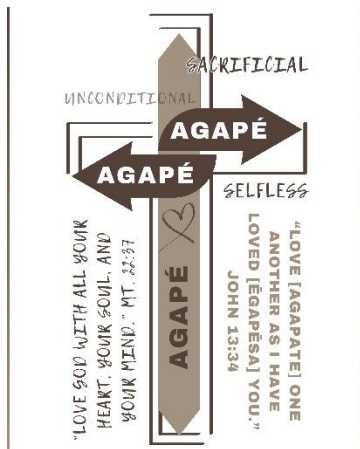 SACRIFICIAL
UNCONDITIONAL
AGAPÉ
AGAPÉ
SELFLESS
AGAPÉ
"LOVE GOD WITH ALL YOUR
HEART, YOUR SOUL, AND
YOUR MIND." MT. 22:37
"LOVE [AGAPATE] ONE
ANOTHER AS I HAVE
LOVED [ĒGAPĒSA] YOU."
JOHN 13:34